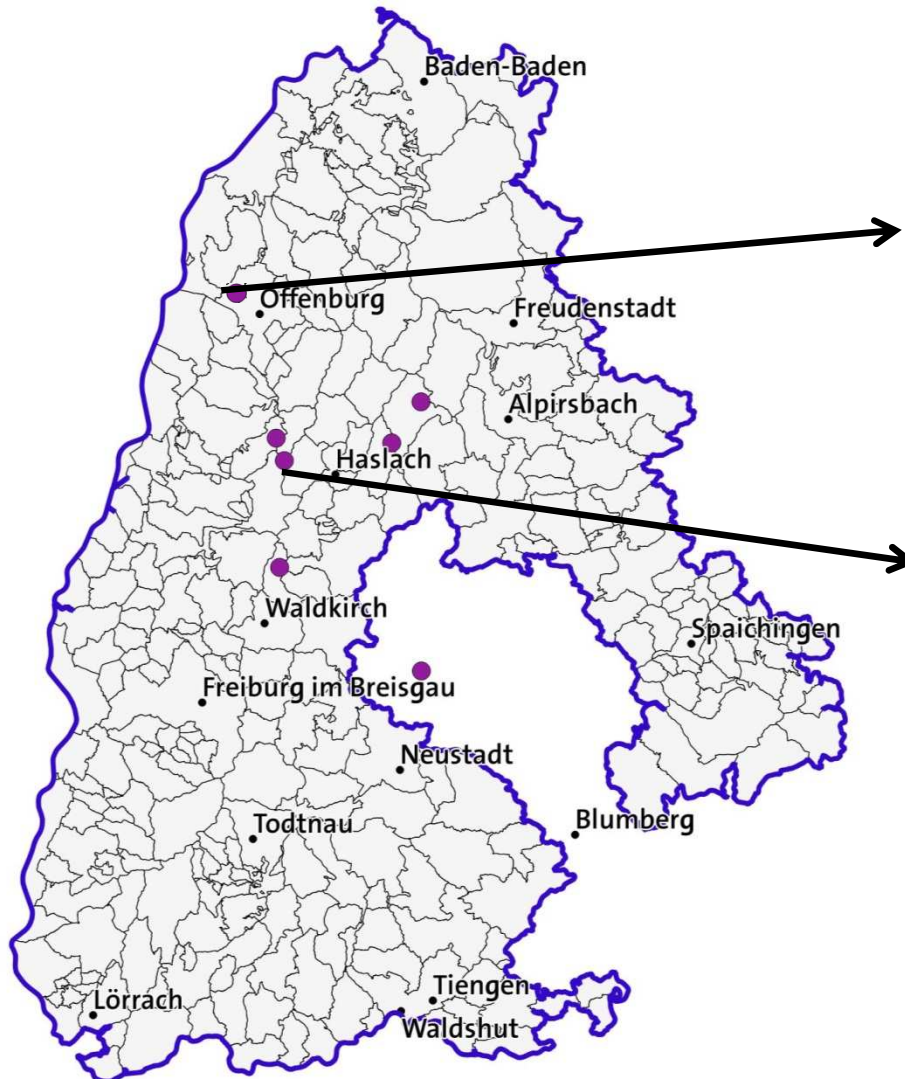 Baden-Baden
Offenburg
Freudenstadt
Alpirsbach
Haslach
Waldkirch
Spaichingen
Freiburg im Breisgau
Neustadt
Blumberg
Todtnau
Tiengen
Lörrach
Waldshut